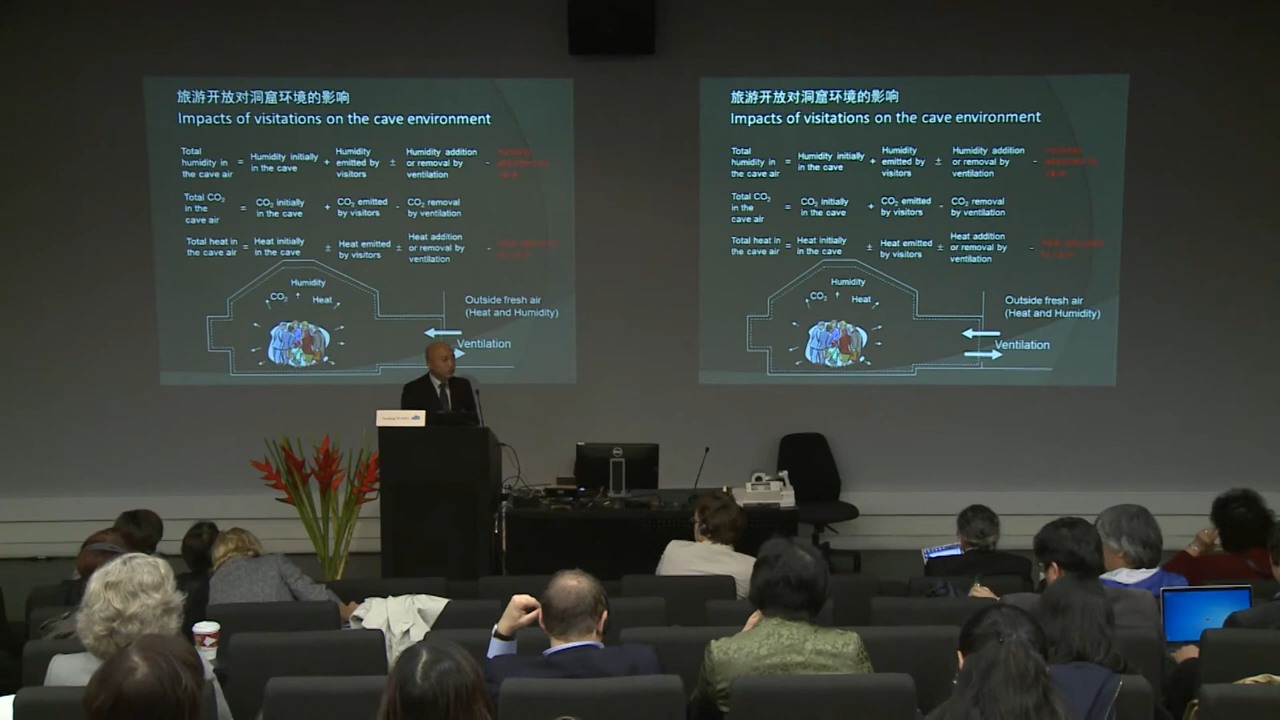 旅游开放对洞窟环境的影响
Impacts of visitations on the cave environment
Total humidity in the cave air = Humidity initially in the cave + Humidity emitted by visitors ± Humidity addition or removal by ventilation -
Total CO₂ in the cave air = CO₂ initially in the cave + CO₂ emitted by visitors - CO₂ removal by ventilation
Total heat in the cave air = Heat initially in the cave ± Heat emitted by visitors ± Heat addition or removal by ventilation -
Humidity
CO₂
Heat
Outside fresh air
(Heat and Humidity)
Ventilation
旅游开放对洞窟环境的影响
Impacts of visitations on the cave environment
Total humidity in the cave air = Humidity initially in the cave + Humidity emitted by visitors ± Humidity addition or removal by ventilation -
Total CO₂ in the cave air = CO₂ initially in the cave + CO₂ emitted by visitors - CO₂ removal by ventilation
Total heat in the cave air = Heat initially in the cave ± Heat emitted by visitors ± Heat addition or removal by ventilation -
Humidity
CO₂
Heat
Outside fresh air
(Heat and Humidity)
Ventilation
DELL